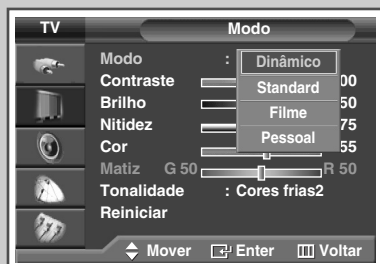 TV Modo
Modo : Dinâmico
Contraste Standard 00
Brilho Filme 50
Nitidez Pessoal 75
Cor 55
Matiz G 50 R 50
Tonalidade : Cores frias2
Reiniciar
Mover Enter Voltar